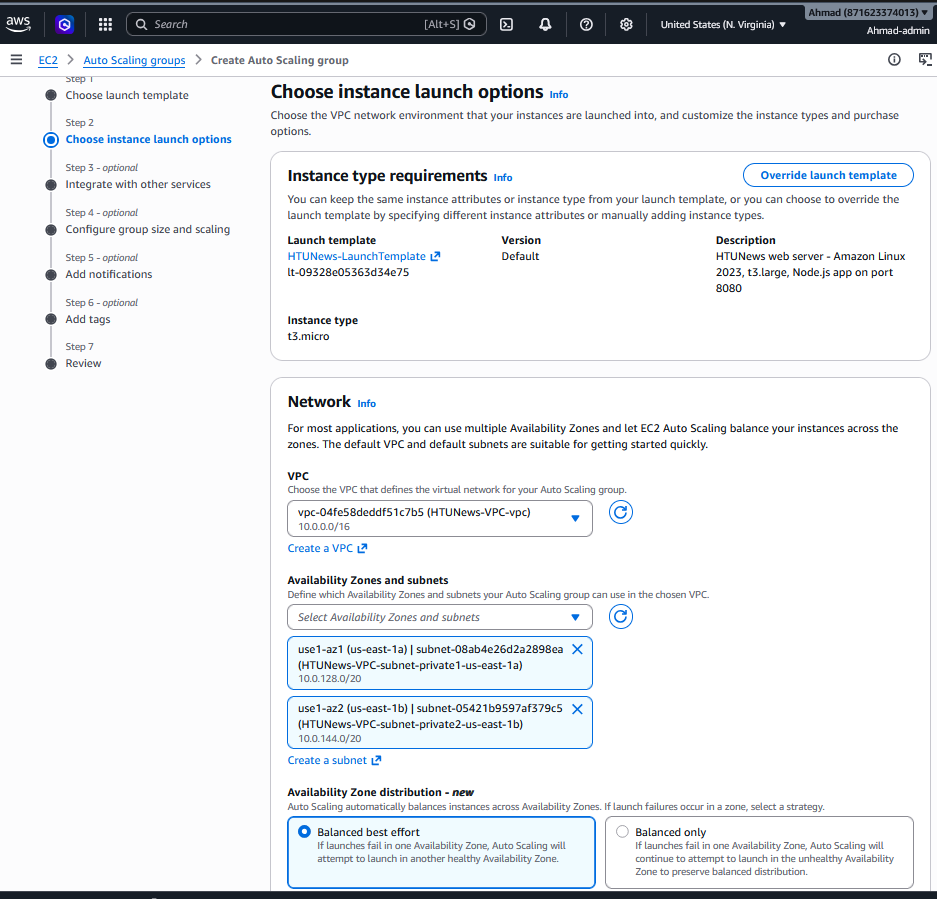 aws
Search
[Alt+S]
United States (N. Virginia)
Ahmad (871623374013)
Ahmad-admin
EC2
Auto Scaling groups
Create Auto Scaling group
Step 1
Choose launch template
Step 2
Choose instance launch options
Step 3 - optional
Integrate with other services
Step 4 - optional
Configure group size and scaling
Step 5 - optional
Add notifications
Step 6 - optional
Add tags
Step 7
Review
Choose instance launch options Info
Choose the VPC network environment that your instances are launched into, and customize the instance types and purchase
options.
Instance type requirements Info
Override launch template
You can keep the same instance attributes or instance type from your launch template, or you can choose to override the
launch template by specifying different instance attributes or manually adding instance types.
Launch template
HTUNews-LaunchTemplate
lt-09328e05363d34e75
Version
Default
Description
HTUNews web server - Amazon Linux
2023, t3.large, Node.js app on port
8080
Instance type
t3.micro
Network Info
For most applications, you can use multiple Availability Zones and let EC2 Auto Scaling balance your instances across the
zones. The default VPC and default subnets are suitable for getting started quickly.
VPC
Choose the VPC that defines the virtual network for your Auto Scaling group.
vpc-04fe58deddf51c7b5 (HTUNews-VPC-vpc)
10.0.0.0/16
Create a VPC
Availability Zones and subnets
Define which Availability Zones and subnets your Auto Scaling group can use in the chosen VPC.
Select Availability Zones and subnets
use1-az1 (us-east-1a) | subnet-08ab4e26d2a2898ea
(HTUNews-VPC-subnet-private1-us-east-1a)
10.0.128.0/20
use1-az2 (us-east-1b) | subnet-05421b9597af379c5
(HTUNews-VPC-subnet-private2-us-east-1b)
10.0.144.0/20
Create a subnet
Availability Zone distribution - new
Auto Scaling automatically balances instances across Availability Zones. If launch failures occur in a zone, select a strategy.
Balanced best effort
If launches fail in one Availability Zone, Auto Scaling will
attempt to launch in another healthy Availability Zone.
Balanced only
If launches fail in one Availability Zone, Auto Scaling will
continue to attempt to launch in the unhealthy Availability
Zone to preserve balanced distribution.